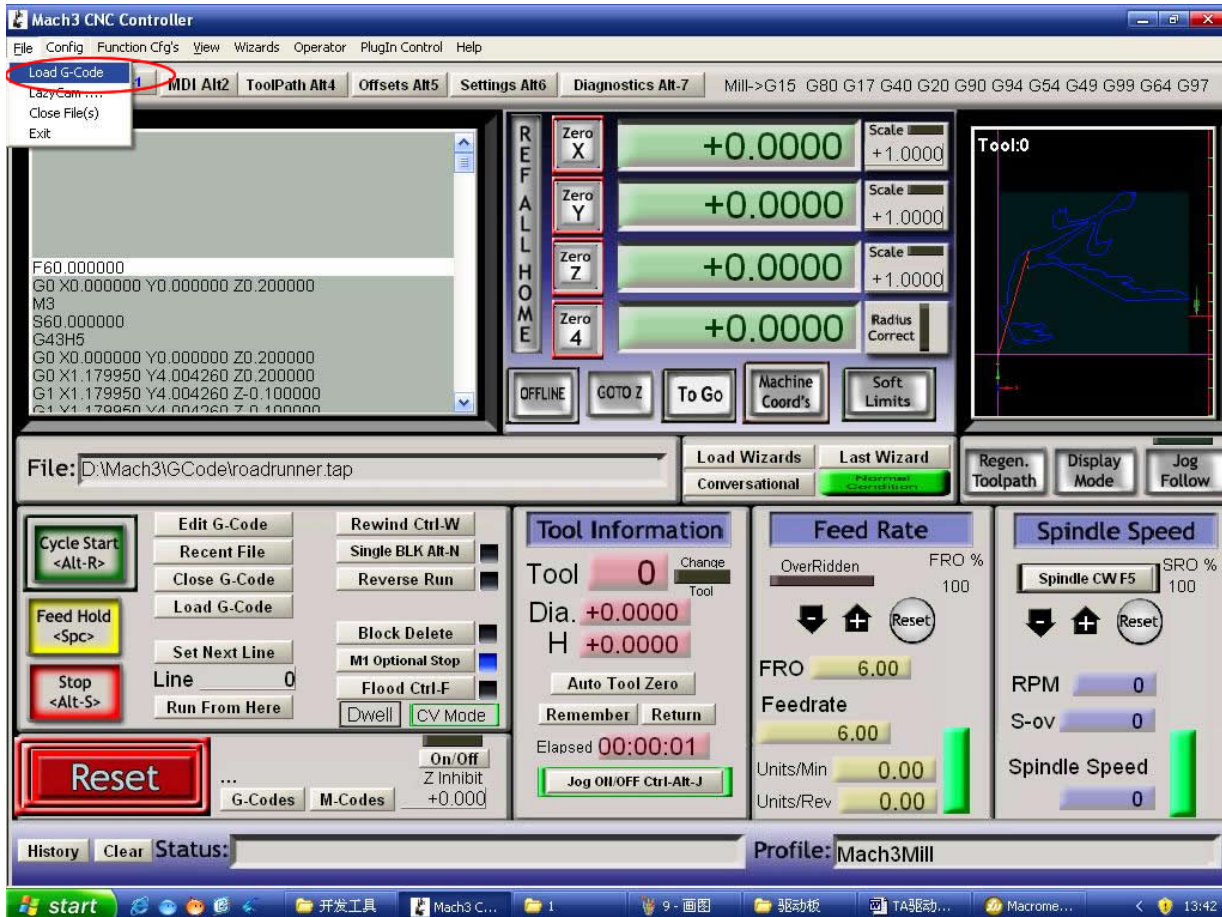 Mach3 CNC Controller
File Config Function Cfg's View Wizards Operator PlugIn Control Help
Load G-Code
LazyCam ....
Close File(s)
Exit
1 MDI Alt2 ToolPath Alt4 Offsets Alt5 Settings Alt6 Diagnostics Alt-7 Mill->G15 G80 G17 G40 G20 G90 G94 G54 G49 G99 G64 G97
F60.000000
G0 X0.000000 Y0.000000 Z0.200000
M3
S60.000000
G43H5
G0 X0.000000 Y0.000000 Z0.200000
G0 X1.179950 Y4.004260 Z0.200000
G1 X1.179950 Y4.004260 Z-0.100000
REF ALL HOME
Zero X +0.0000 Scale +1.0000
Zero Y +0.0000 Scale +1.0000
Zero Z +0.0000 Scale +1.0000
Zero 4 +0.0000 Radius Correct
OFFLINE GOTO Z To Go Machine Coord's Soft Limits
Tool:0
File: D:\Mach3\GCode\roadrunner.tap
Load Wizards Last Wizard
Conversational Normal Condition
Regen. Toolpath Display Mode Jog Follow
Cycle Start <Alt-R>
Feed Hold <Spc>
Stop <Alt-S>
Edit G-Code
Recent File
Close G-Code
Load G-Code
Set Next Line
Line 0
Run From Here
Rewind Ctrl-W
Single BLK Alt-N
Reverse Run
Block Delete
M1 Optional Stop
Flood Ctrl-F
Dwell CV Mode
Reset
...
G-Codes M-Codes
On/Off
Z Inhibit
+0.000
Tool Information
Tool 0 Change Tool
Dia. +0.0000
H +0.0000
Auto Tool Zero
Remember Return
Elapsed 00:00:01
Jog ON/OFF Ctrl-Alt-J
Feed Rate
OverRidden FRO %
100
Reset
FRO 6.00
Feedrate
6.00
Units/Min 0.00
Units/Rev 0.00
Spindle Speed
Spindle CW F5 SRO %
100
Reset
RPM 0
S-ov 0
Spindle Speed
0
History Clear Status:
Profile: Mach3Mill
start 开发工具 Mach3 C... 1 9 - 画图 驱动板 TA驱动... Macrome... 13:42